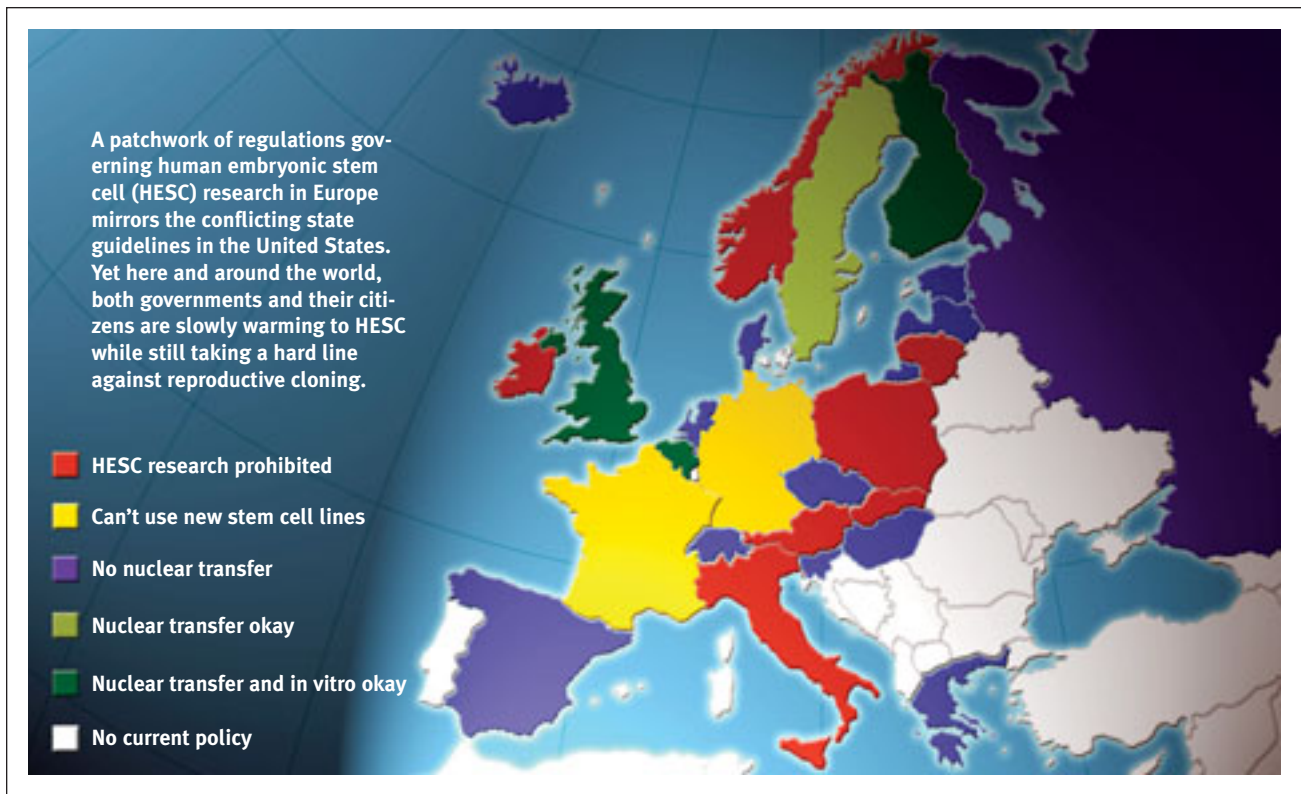 A patchwork of regulations gov-
erning human embryonic stem
cell (HESC) research in Europe
mirrors the conflicting state
guidelines in the United States.
Yet here and around the world,
both governments and their citi-
zens are slowly warming to HESC
while still taking a hard line
against reproductive cloning.
HESC research prohibited
Can't use new stem cell lines
No nuclear transfer
Nuclear transfer okay
Nuclear transfer and in vitro okay
No current policy